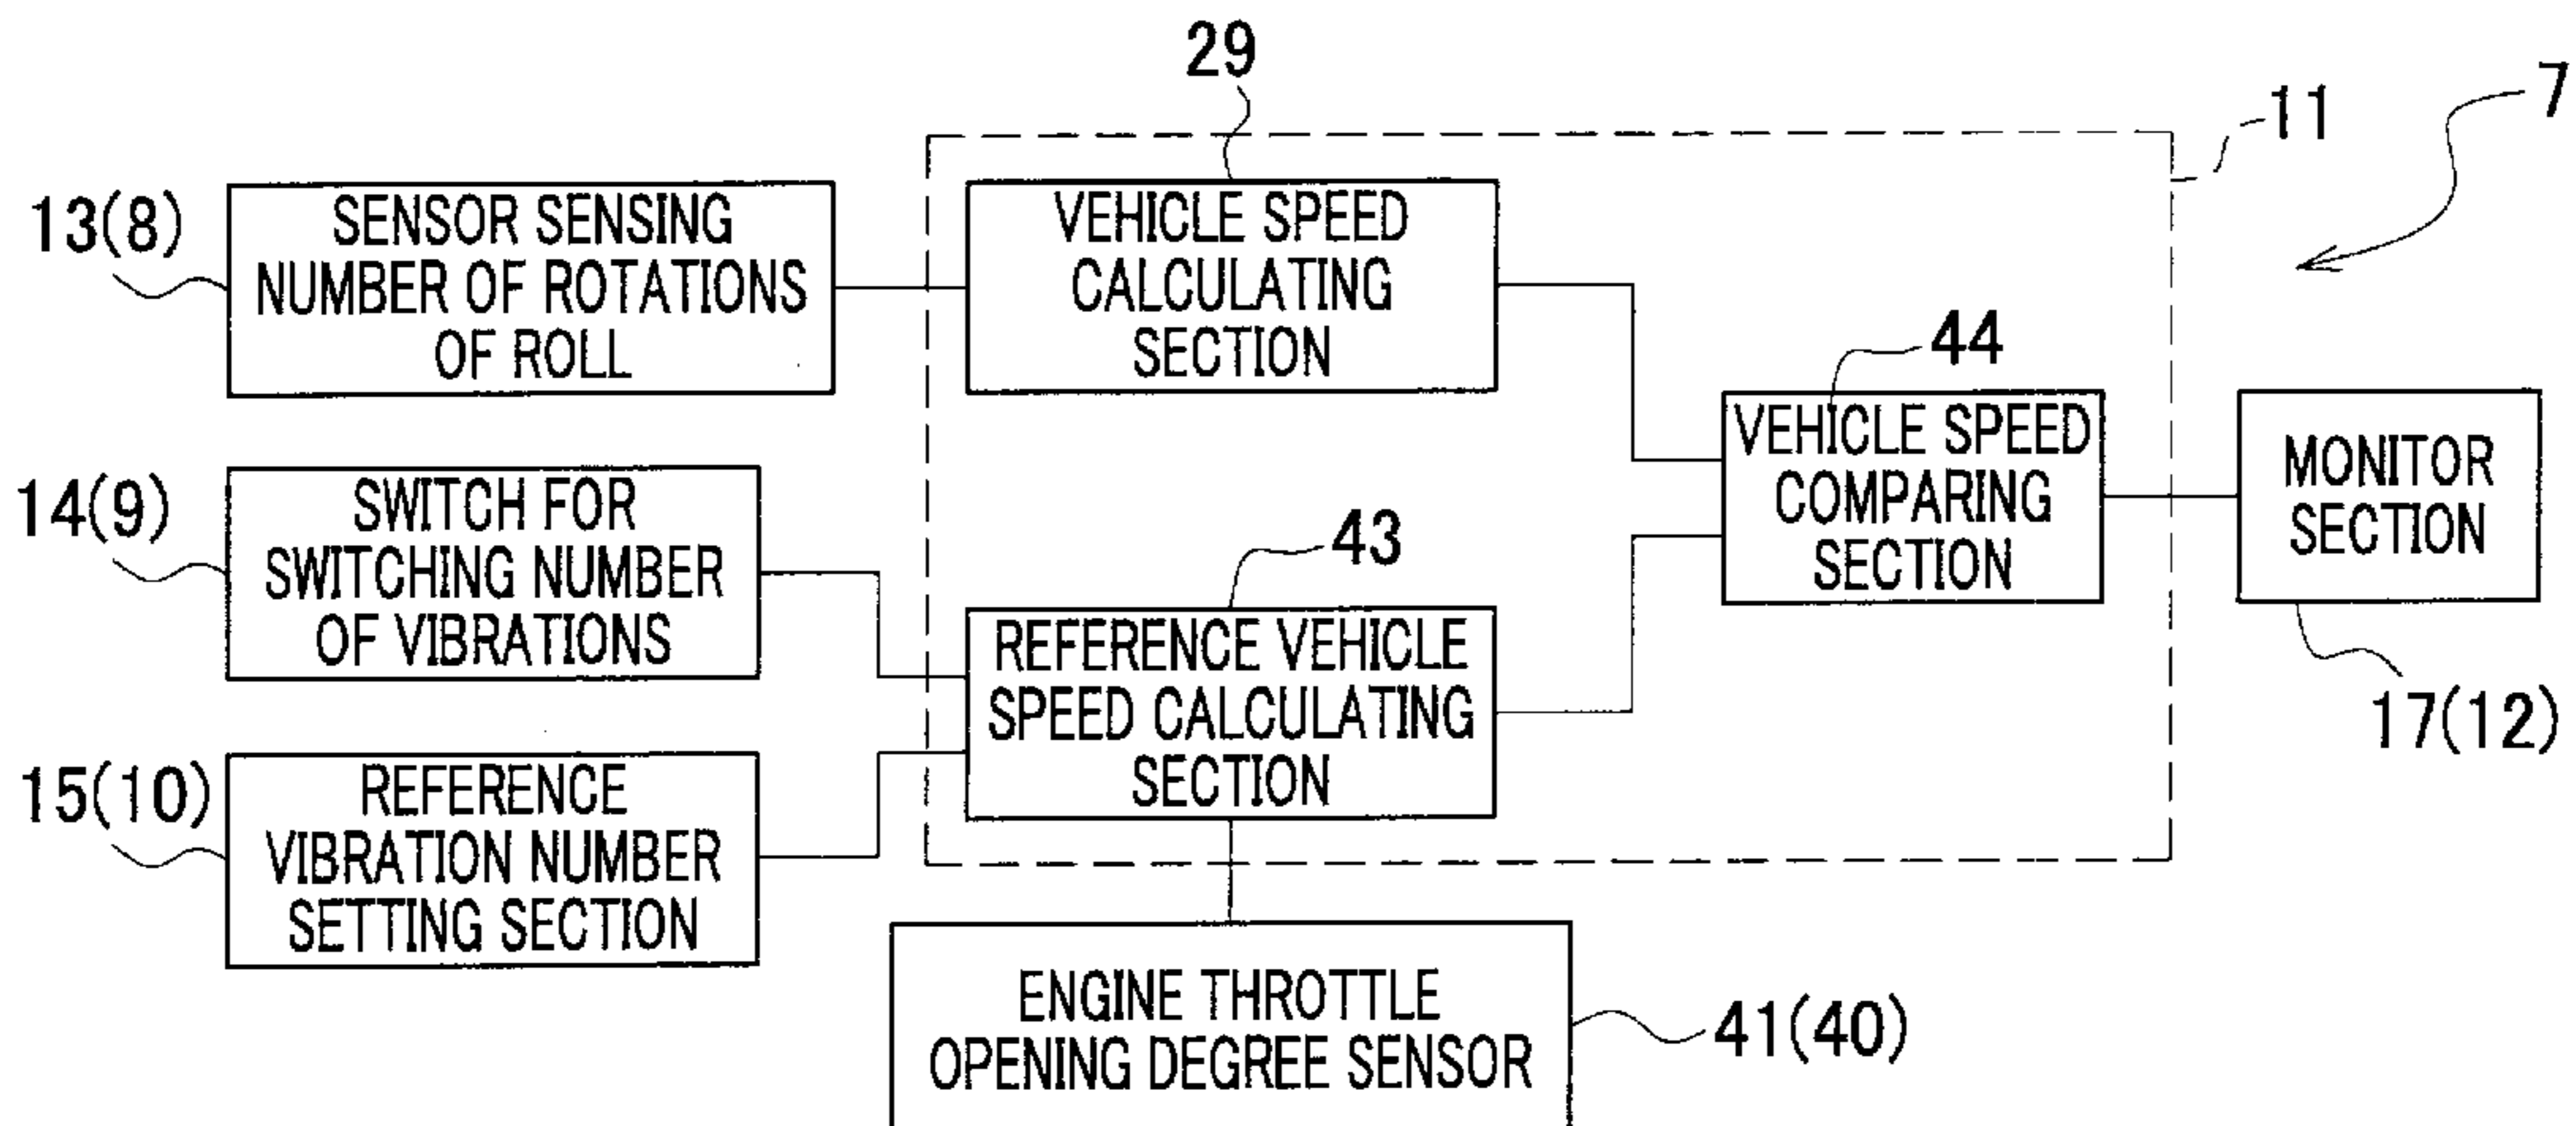 29
11
7
13(8)
SENSOR SENSING
NUMBER OF ROTATIONS
OF ROLL
VEHICLE SPEED
CALCULATING
SECTION
44
VEHICLE SPEED
COMPARING
SECTION
MONITOR
SECTION
17(12)
14(9)
SWITCH FOR
SWITCHING NUMBER
OF VIBRATIONS
43
REFERENCE VEHICLE
SPEED CALCULATING
SECTION
15(10)
REFERENCE
VIBRATION NUMBER
SETTING SECTION
ENGINE THROTTLE
OPENING DEGREE SENSOR
41(40)